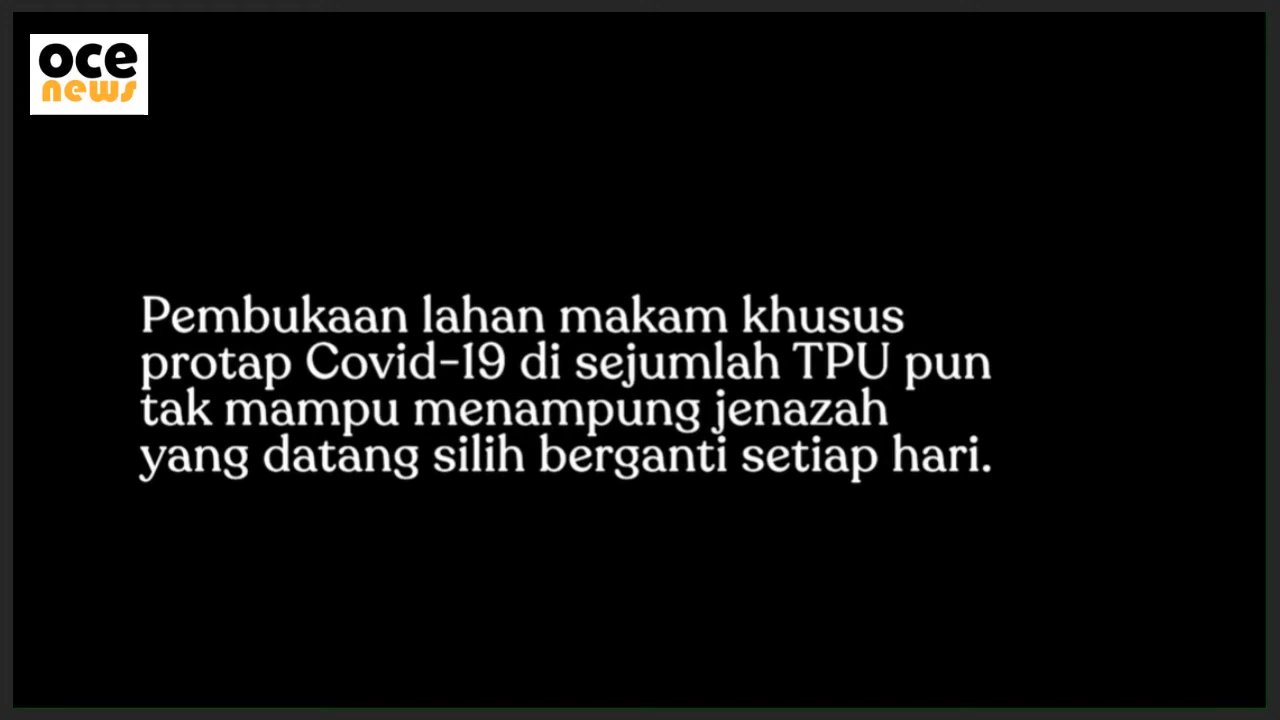 oce
news
Pembukaan lahan makam khusus
protap Covid-19 di sejumlah TPU pun
tak mampu menampung jenazah
yang datang silih berganti setiap hari.